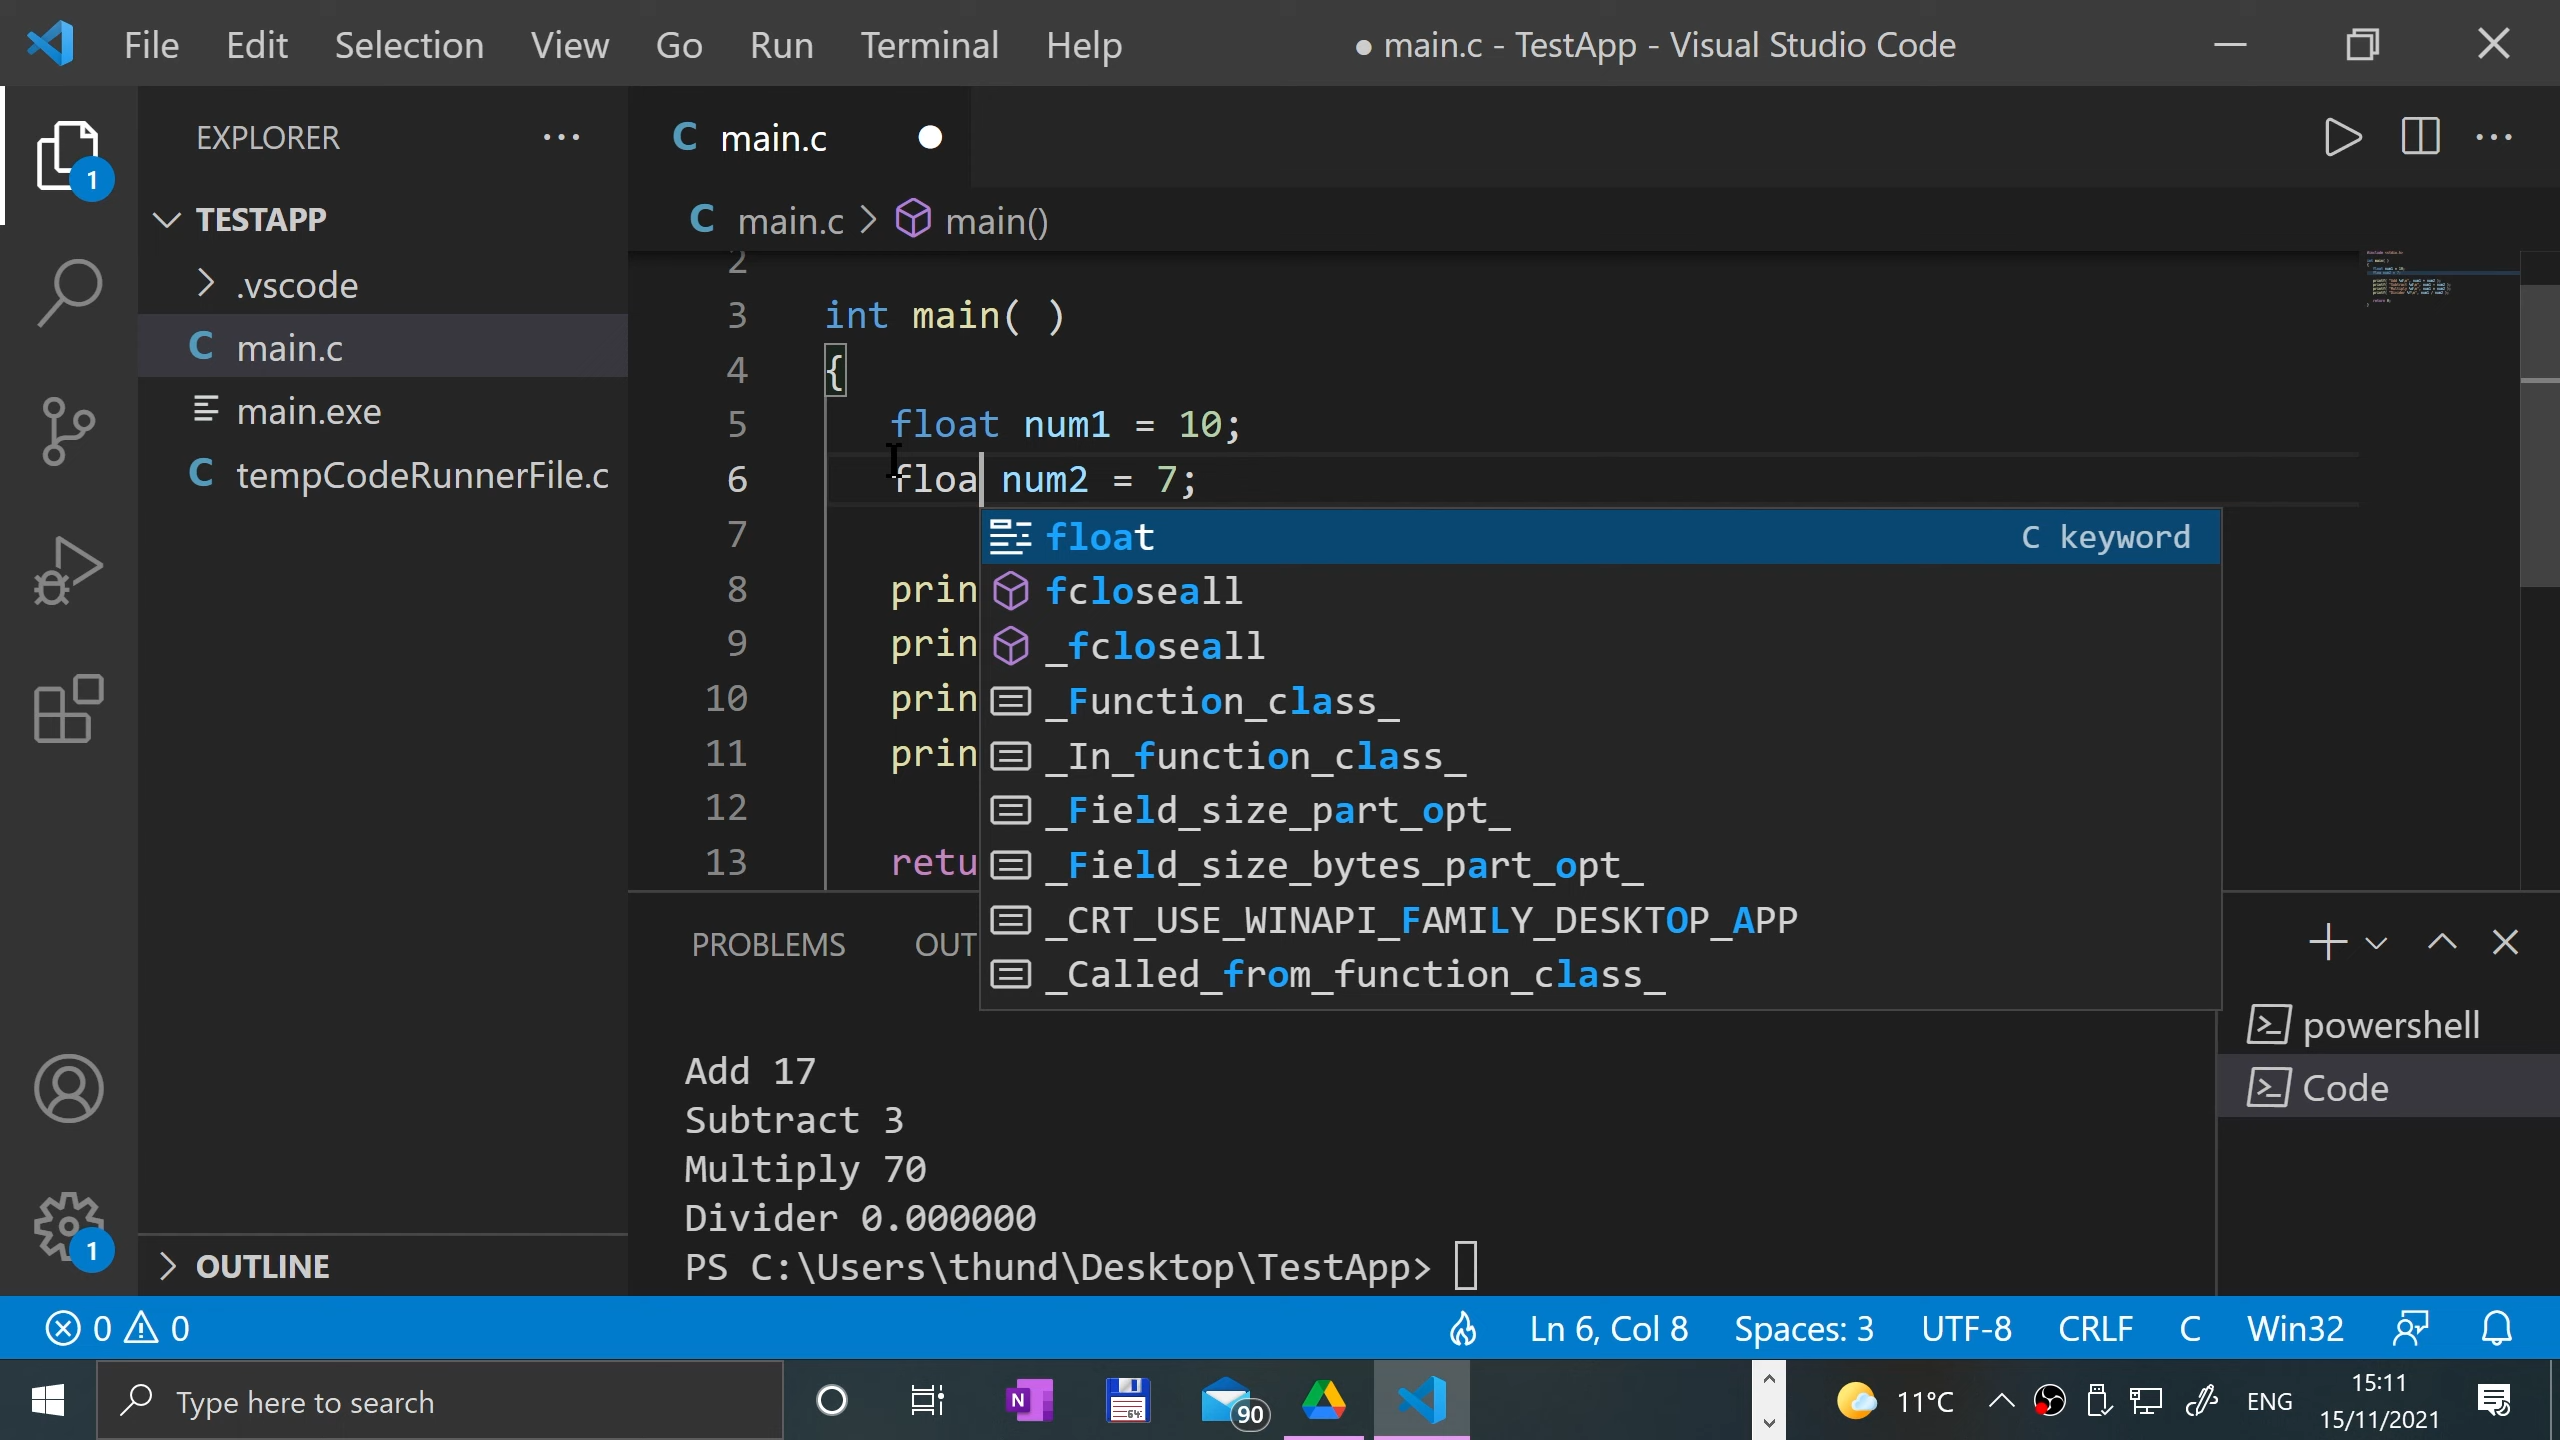 File Edit Selection View Go Run Terminal Help
● main.c - TestApp - Visual Studio Code
EXPLORER
TESTAPP
.vscode
C main.c
main.exe
C tempCodeRunnerFile.c
OUTLINE
1
1
C main.c
C main.c > main()
2
3 int main( )
4 {
5 float num1 = 10;
6 floa num2 = 7;
7
8 prin
9 prin
10 prin
11 prin
12
13 retu
float C keyword
fcloseall
_fcloseall
_Function_class_
_In_function_class_
_Field_size_part_opt_
_Field_size_bytes_part_opt_
_CRT_USE_WINAPI_FAMILY_DESKTOP_APP
_Called_from_function_class_
PROBLEMS OUT
Add 17
Subtract 3
Multiply 70
Divider 0.000000
PS C:\Users\thund\Desktop\TestApp>
powershell
Code
0 0 Ln 6, Col 8 Spaces: 3 UTF-8 CRLF C Win32
Type here to search
N
64
90
11°C
ENG
15:11
15/11/2021